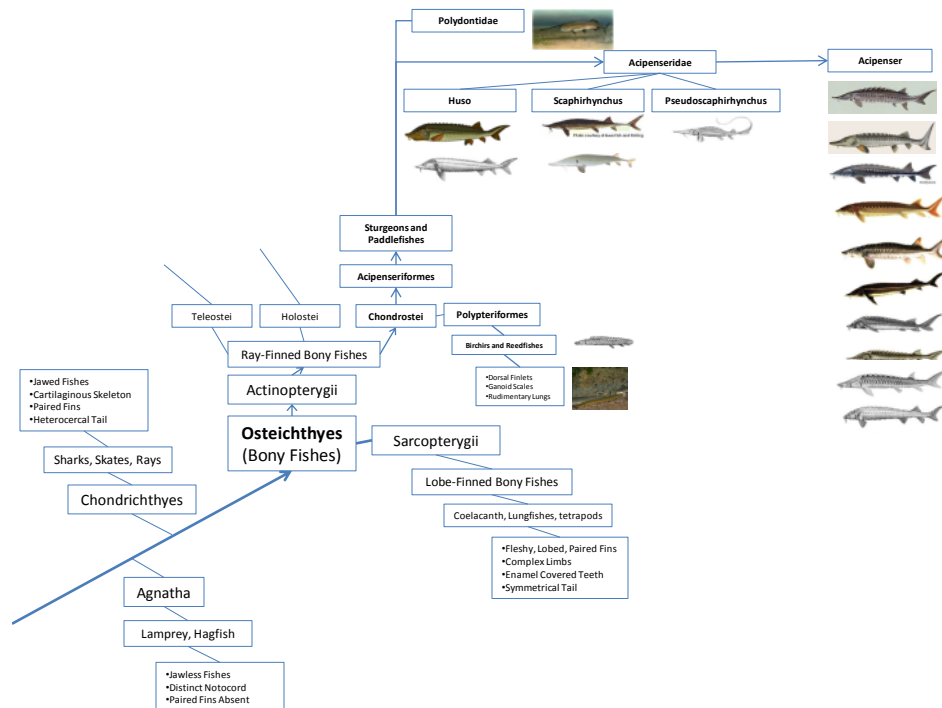 Polydontidae
Acipenseridae
Acipenser
Huso
Scaphirhynchus
Pseudoscaphirhynchus
Sturgeons and
Paddlefishes
Acipenseriformes
Teleostei
Holostei
Chondrostei
Polypteriformes
Ray-Finned Bony Fishes
Birchirs and Reedfishes
Actinopterygii
•Dorsal Finlets
•Ganoid Scales
•Rudimentary Lungs
•Jawed Fishes
•Cartilaginous Skeleton
•Paired Fins
•Heterocercal Tail
Osteichthyes
(Bony Fishes)
Sarcopterygii
Sharks, Skates, Rays
Lobe-Finned Bony Fishes
Chondrichthyes
Coelacanth, Lungfishes, tetrapods
•Fleshy, Lobed, Paired Fins
•Complex Limbs
•Enamel Covered Teeth
•Symmetrical Tail
Agnatha
Lamprey, Hagfish
•Jawless Fishes
•Distinct Notocord
•Paired Fins Absent